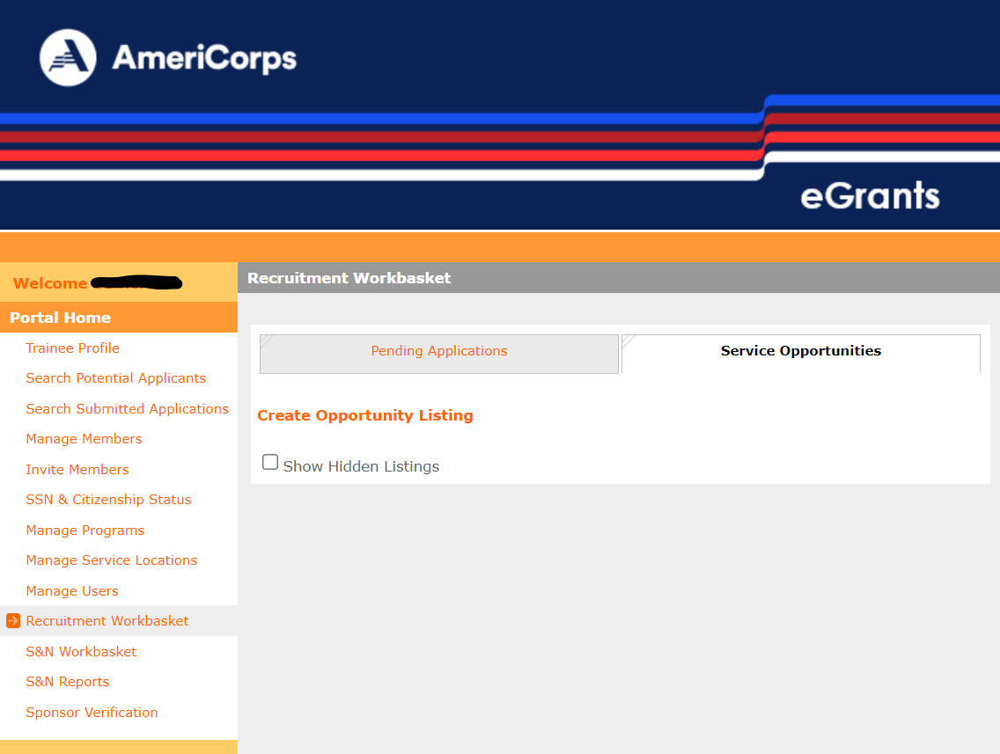 AmeriCorps
eGrants
Welcome
Portal Home
Trainee Profile
Search Potential Applicants
Search Submitted Applications
Manage Members
Invite Members
SSN & Citizenship Status
Manage Programs
Manage Service Locations
Manage Users
Recruitment Workbasket
S&N Workbasket
S&N Reports
Sponsor Verification
Recruitment Workbasket
Pending Applications
Service Opportunities
Create Opportunity Listing
Show Hidden Listings